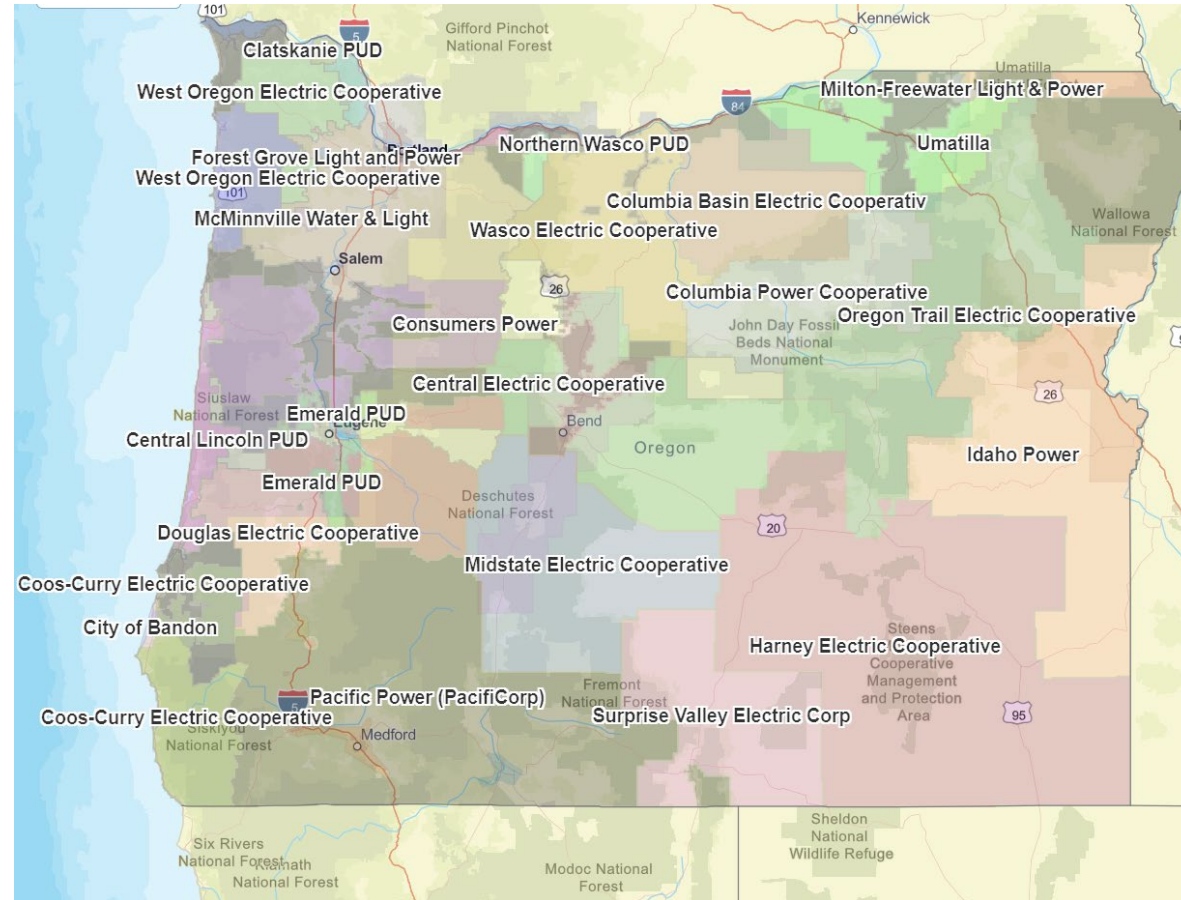 101
Kennewick
5
Gifford Pinchot
National Forest
Clatskanie PUD
Umatilla
West Oregon Electric Cooperative
Milton-Freewater Light & Power
84
Northern Wasco PUD
Umatilla
Portland
Forest Grove Light and Power
West Oregon Electric Cooperative
101
Columbia Basin Electric Cooperativ
McMinnville Water & Light
Wallowa
National Forest
Wasco Electric Cooperative
Salem
26
Columbia Power Cooperative
Oregon Trail Electric Cooperative
Consumers Power
John Day Fossil
Beds National
Monument
Central Electric Cooperative
26
Siuslaw
National Forest
Emerald PUD
Eugene
Bend
Central Lincoln PUD
Oregon
Idaho Power
Emerald PUD
Deschutes
National Forest
20
Douglas Electric Cooperative
Midstate Electric Cooperative
Coos-Curry Electric Cooperative
City of Bandon
Steens
Harney Electric Cooperative
Cooperative
Management
and Protection
Area
Fremont
National Forest
Pacific Power (PacifiCorp)
5
Surprise Valley Electric Corp
95
Coos-Curry Electric Cooperative
Siskiyou
National Forest
Medford
Sheldon
National
Wildlife Refuge
Six Rivers
National Forest
Klamath
National Forest
Modoc National
Forest